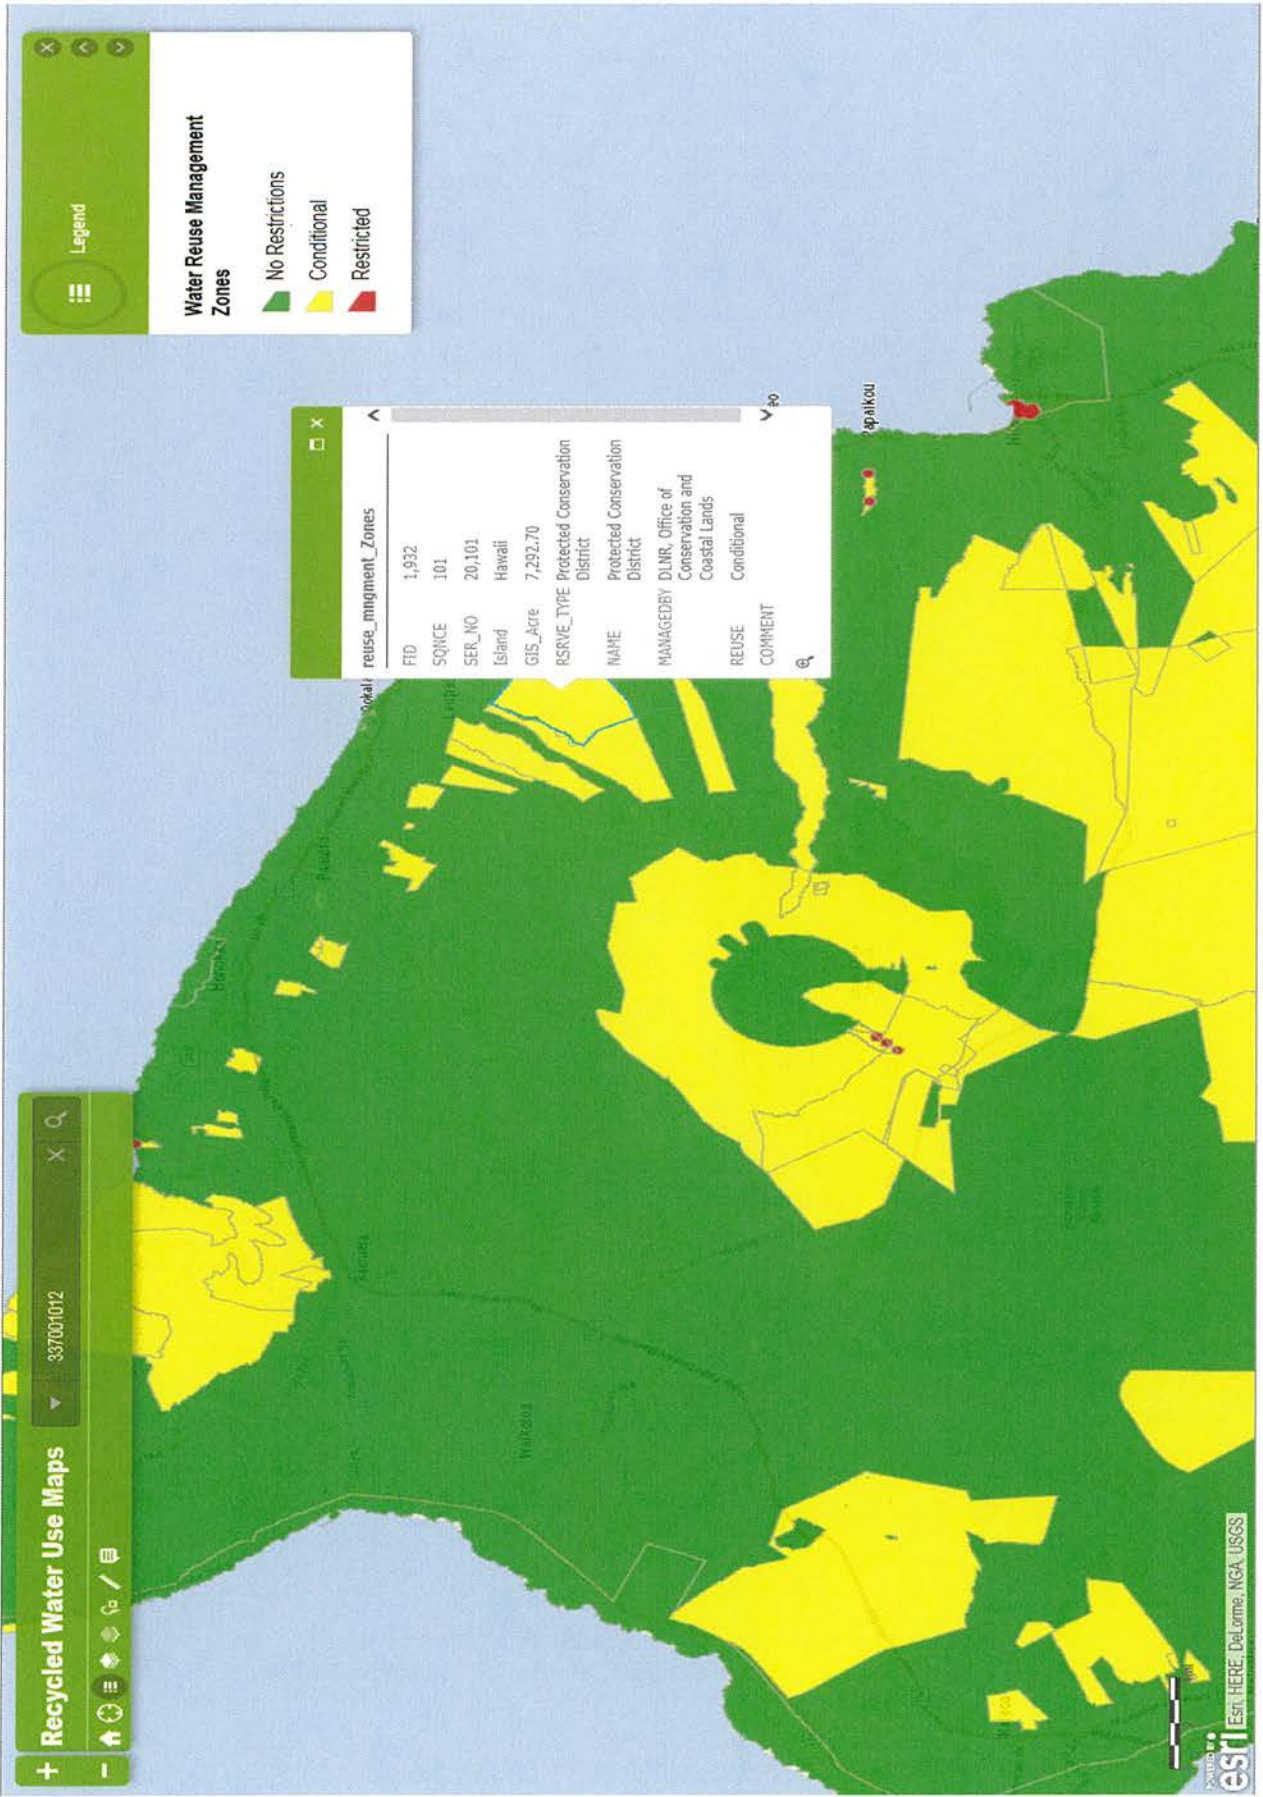 Recycled Water Use Maps
337001012
Legend
Water Reuse Management
Zones
No Restrictions
Conditional
Restricted
reuse_mngment_Zones
FID 1,932
SQNCE 101
SER_NO 20,101
Island Hawaii
GIS_Acre 7,292.70
RSRVE_TYPE Protected Conservation
District
NAME Protected Conservation
District
MANAGEDBY DLNR, Office of
Conservation and
Coastal Lands
REUSE Conditional
COMMENT
Papaikou
Honokaa
Paauilo
Waikoloa
POWERED BY
esri
Esri, HERE, DeLorme, NGA, USGS